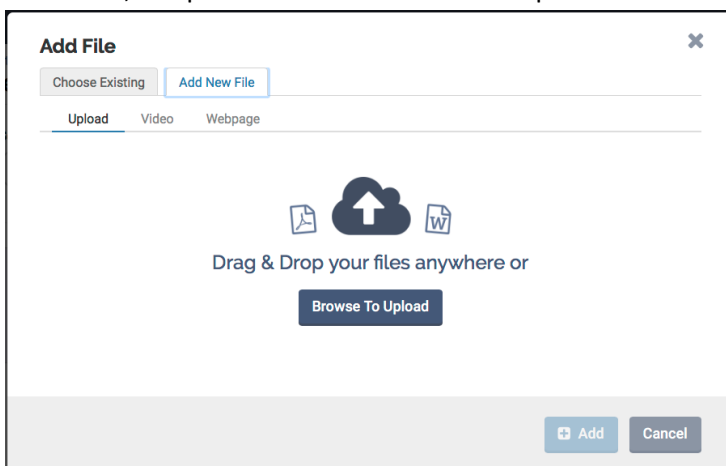 Add File
Choose Existing
Add New File
Upload Video Webpage
W
Drag & Drop your files anywhere or
Browse To Upload
Add Cancel